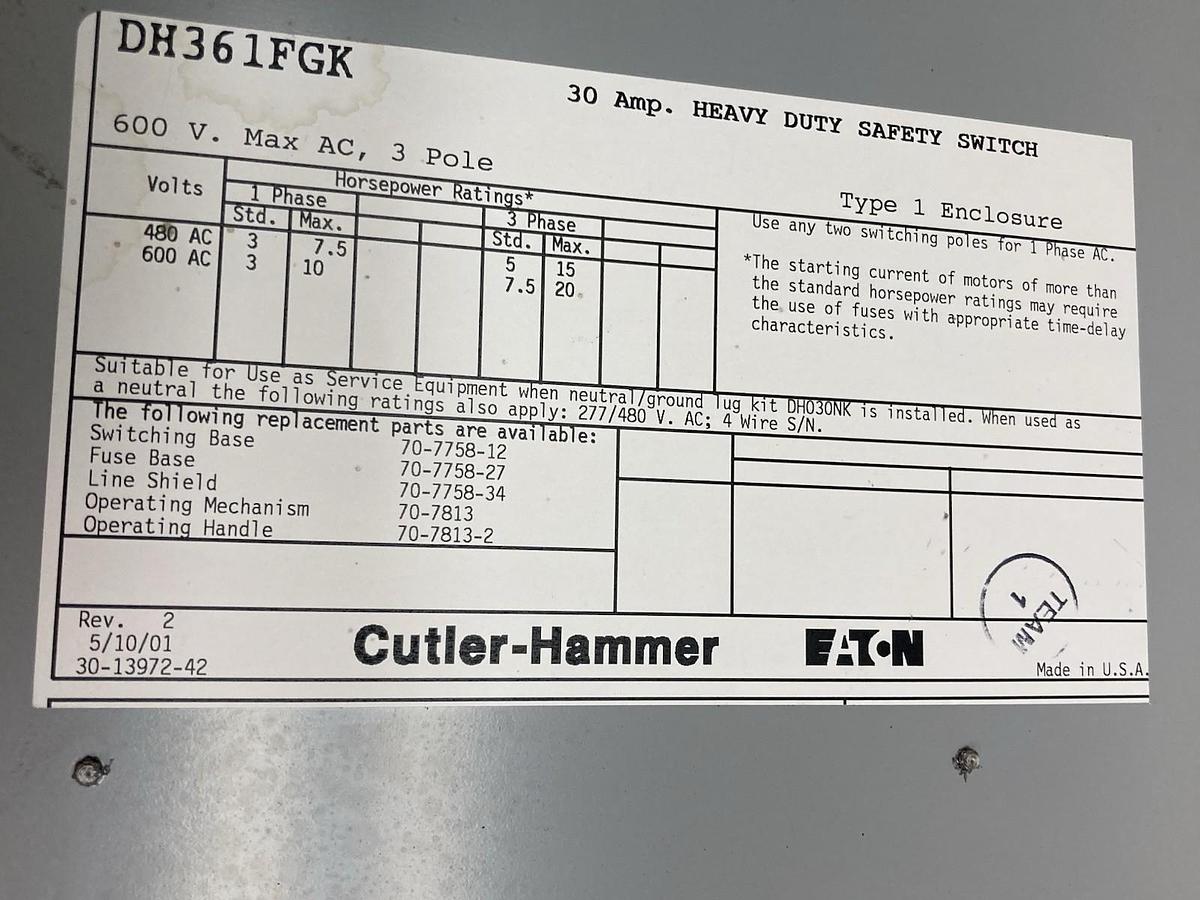 DH361FGK
30 Amp. HEAVY DUTY SAFETY SWITCH
600 V. Max AC, 3 Pole
Type 1 Enclosure
Volts
Horsepower Ratings*
1 Phase
3 Phase
Std. Max.
Std. Max.
480 AC 3 7.5 5 15
600 AC 3 10 7.5 20
Use any two switching poles for 1 Phase AC.
*The starting current of motors of more than
the standard horsepower ratings may require
the use of fuses with appropriate time-delay
characteristics.
Suitable for Use as Service Equipment when neutral/ground lug kit DH030NK is installed. When used as
a neutral the following ratings also apply: 277/480 V. AC; 4 Wire S/N.
The following replacement parts are available:
Switching Base 70-7758-12
Fuse Base 70-7758-27
Line Shield 70-7758-34
Operating Mechanism 70-7813
Operating Handle 70-7813-2
Rev. 2
5/10/01
30-13972-42
Cutler-Hammer
EATON
TEAM
1
Made in U.S.A.